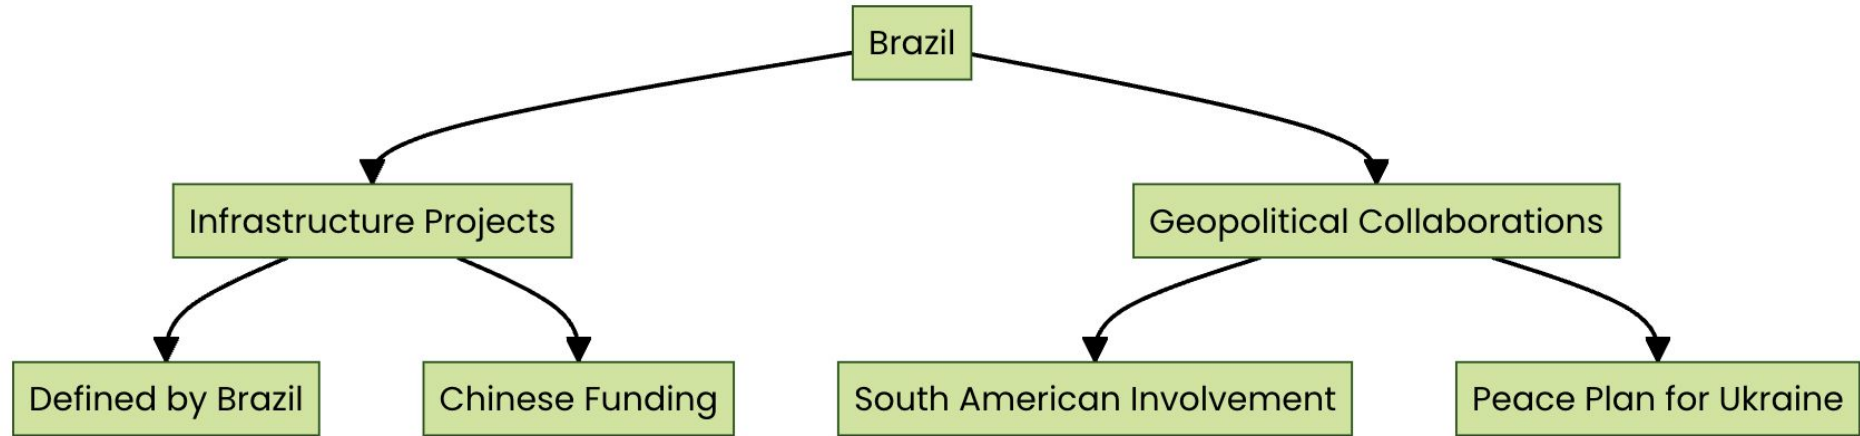 Brazil
Infrastructure Projects
Geopolitical Collaborations
Defined by Brazil
Chinese Funding
South American Involvement
Peace Plan for Ukraine